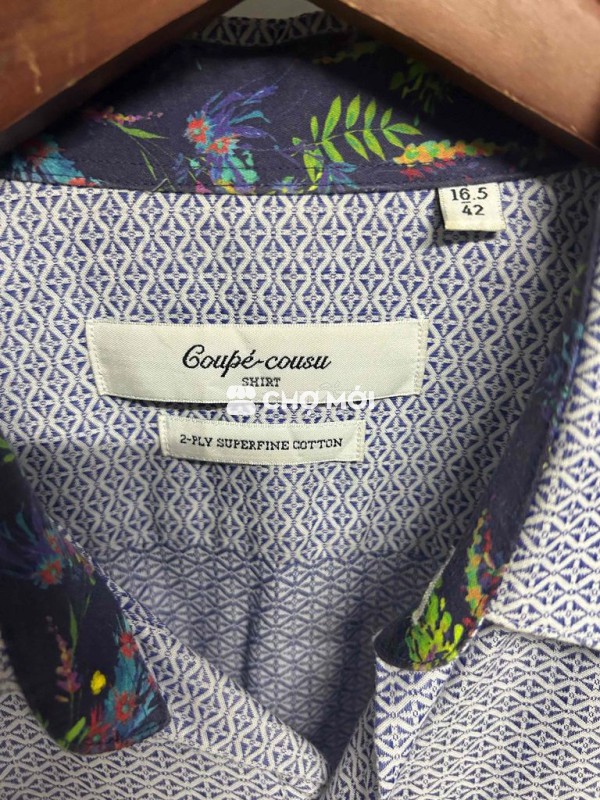 16.5
42
Coupé-cousu
SHIRT
CHỢ MỚI
2-PLY SUPERFINE COTTON